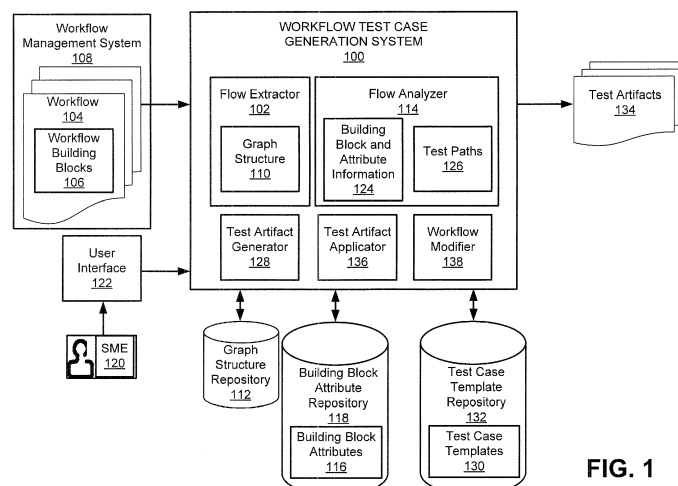 Workflow
Management System
108
Workflow
104
Workflow
Building
Blocks
106
WORKFLOW TEST CASE
GENERATION SYSTEM
100
Flow Extractor
102
Graph
Structure
110
Flow Analyzer
114
Building
Block and
Attribute
Information
124
Test Paths
126
Test Artifacts
134
Test Artifact
Generator
128
Test Artifact
Applicator
136
Workflow
Modifier
138
User
Interface
122
SME
120
Graph
Structure
Repository
112
Building Block
Attribute
Repository
118
Building Block
Attributes
116
Test Case
Template
Repository
132
Test Case
Templates
130
FIG. 1